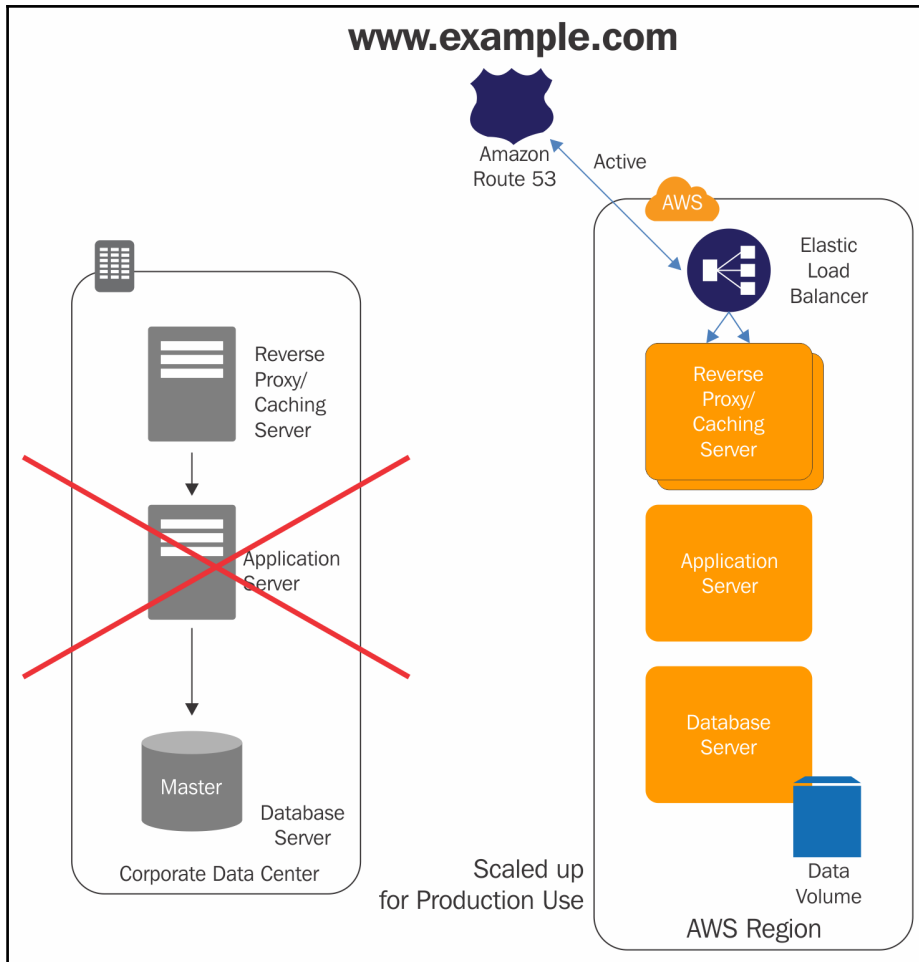 www.example.com
Amazon
Route 53
Active
AWS
Elastic
Load
Balancer
Reverse
Proxy/
Caching
Server
Application
Server
Master
Database
Server
Corporate Data Center
Reverse
Proxy/
Caching
Server
Application
Server
Database
Server
Data
Volume
Scaled up
for Production Use
AWS Region